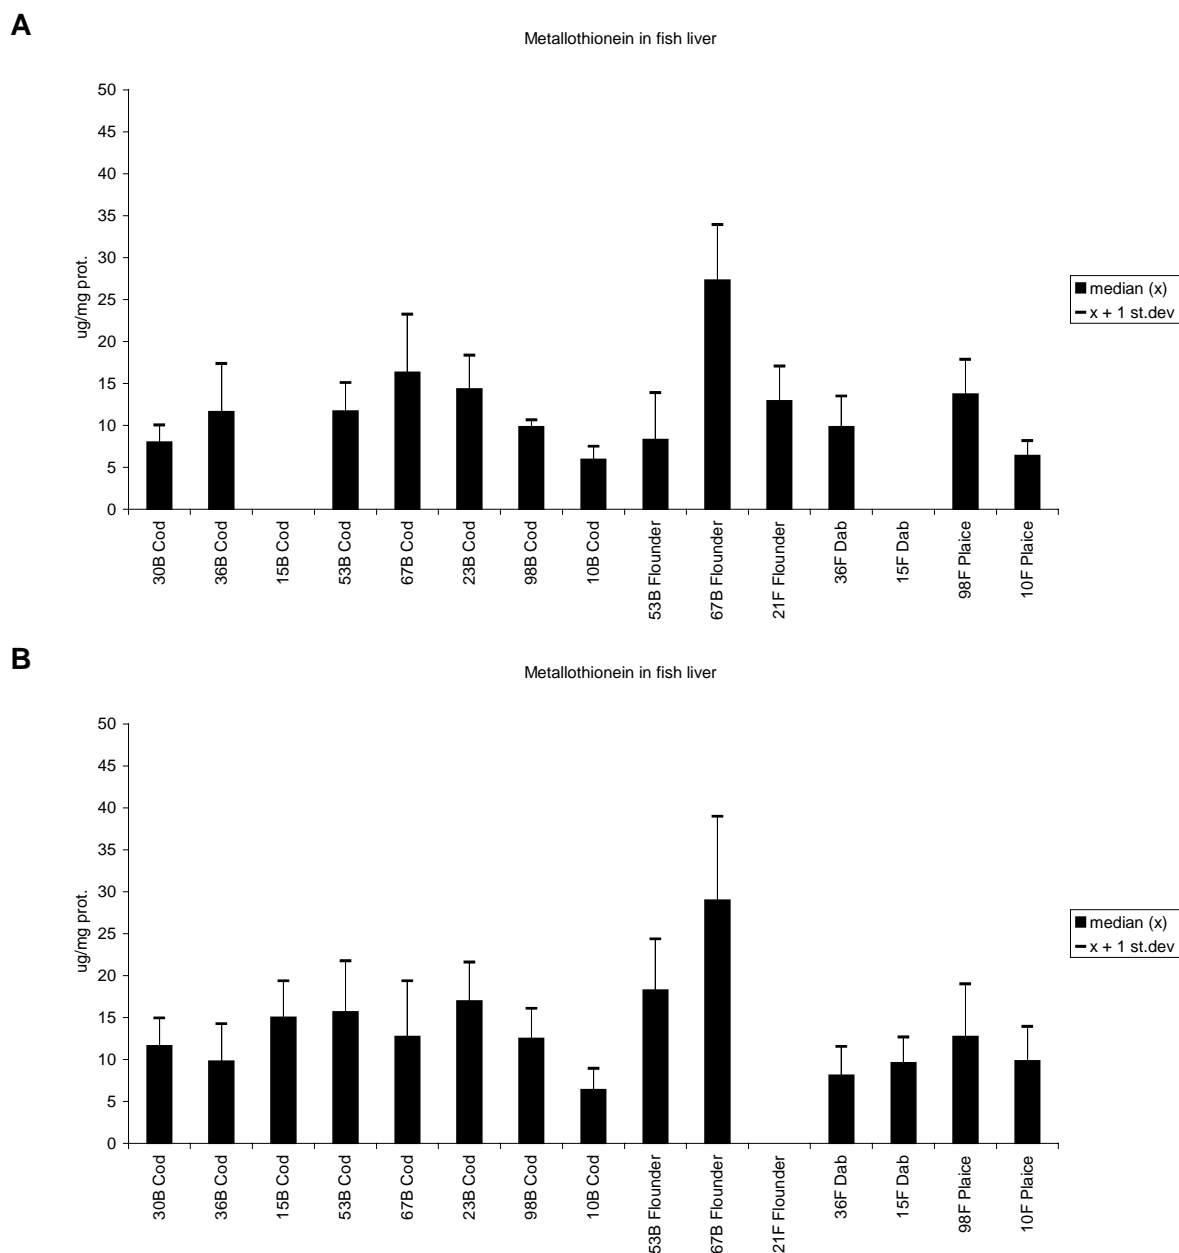 A
Metallothionein in fish liver
50
45
40
35
30
25
20
15
10
5
0
ug/mg prot.
30B Cod
36B Cod
15B Cod
53B Cod
67B Cod
23B Cod
98B Cod
10B Cod
53B Flounder
67B Flounder
21F Flounder
36F Dab
15F Dab
98F Plaice
10F Plaice
median (x)
x + 1 st.dev
B
Metallothionein in fish liver
50
45
40
35
30
25
20
15
10
5
0
ug/mg prot.
30B Cod
36B Cod
15B Cod
53B Cod
67B Cod
23B Cod
98B Cod
10B Cod
53B Flounder
67B Flounder
21F Flounder
36F Dab
15F Dab
98F Plaice
10F Plaice
median (x)
x + 1 st.dev